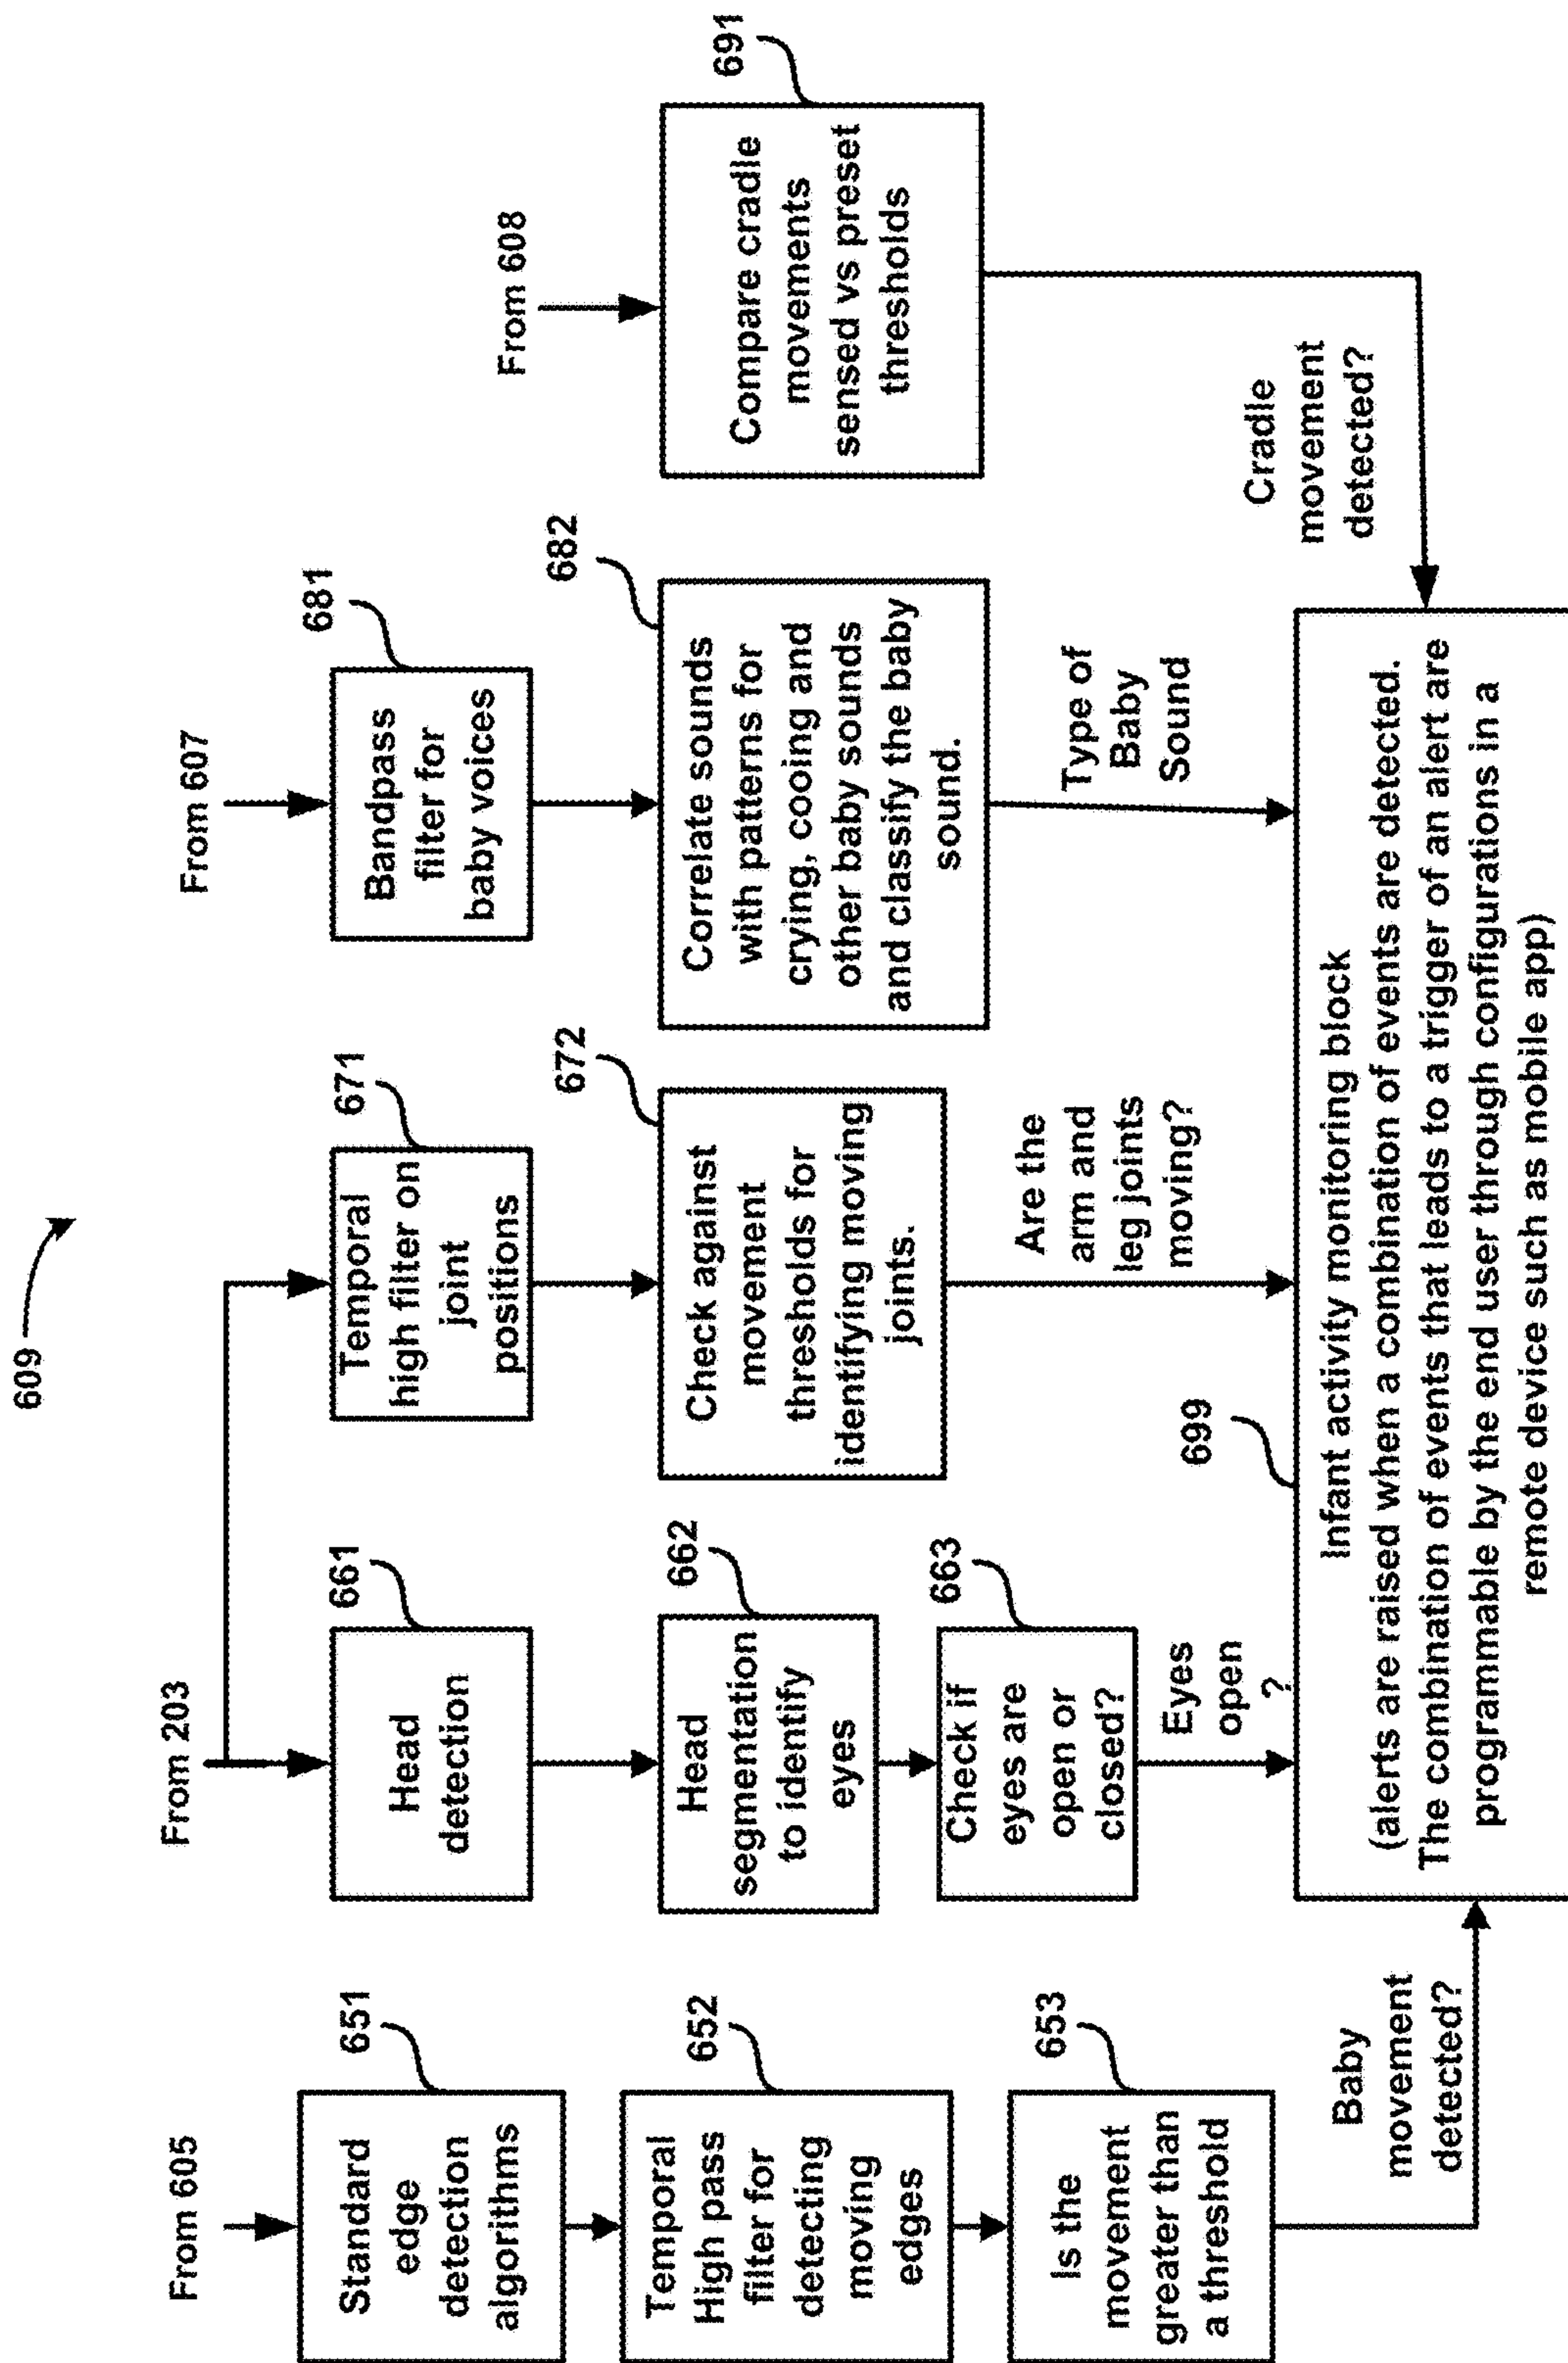 609
From 605
651
Standard
edge
detection
algorithms
652
Temporal
High pass
filter for
detecting
moving
edges
653
Is the
movement
greater than
a threshold
Baby
movement
detected?
From 203
661
Head
detection
662
Head
segmentation
to identify
eyes
663
Check if
eyes are
open or
closed?
Eyes
open
?
671
Temporal
high filter on
joint
positions
672
Check against
movement
thresholds for
identifying moving
joints.
Are the
arm and
leg joints
moving?
From 607
681
Bandpass
filter for
baby voices
682
Correlate sounds
with patterns for
crying, cooing and
other baby sounds
and classify the baby
sound.
Type of
Baby
Sound
From 608
691
Compare cradle
movements
sensed vs preset
thresholds
Cradle
movement
detected?
699
Infant activity monitoring block
(alerts are raised when a combination of events are detected.
The combination of events that leads to a trigger of an alert are
programmable by the end user through configurations in a
remote device such as mobile app)